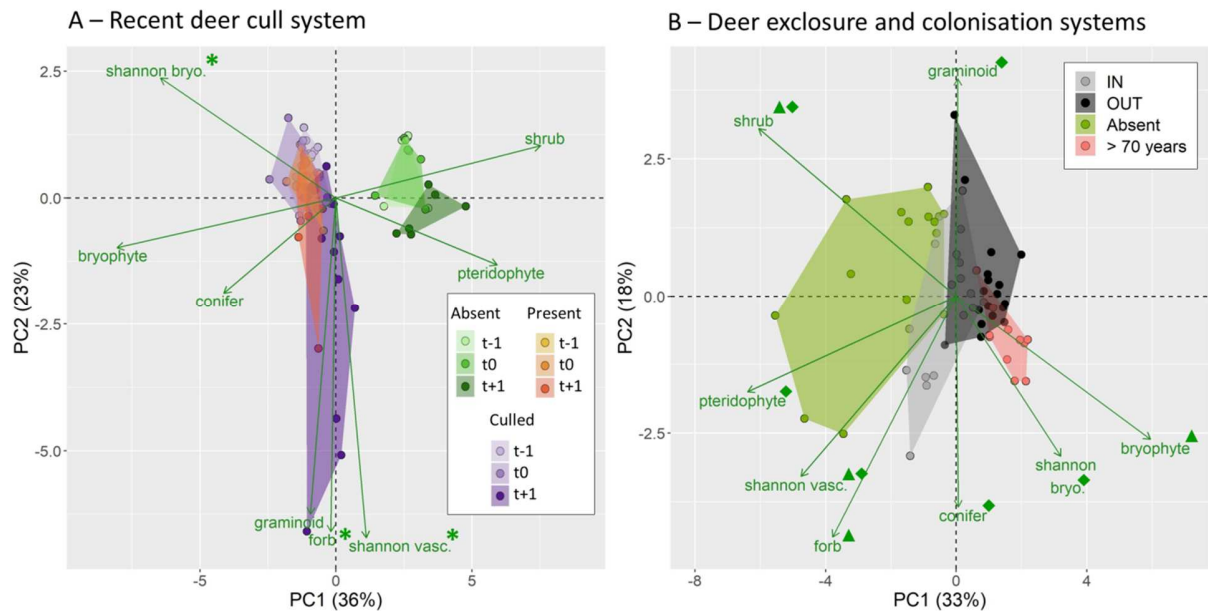 A – Recent deer cull system
2.5
0.0
-2.5
-5.0
PC2 (23%)
shannon bryo.
*
shrub
bryophyte
conifer
pteridophyte
graminoid
forb
*
shannon vasc.
*
Absent
t-1
t0
t+1
Present
t-1
t0
t+1
Culled
t-1
t0
t+1
-5
0
5
PC1 (36%)
B – Deer exclosure and colonisation systems
2.5
0.0
-2.5
PC2 (18%)
graminoid
shrub
pteridophyte
shannon vasc.
forb
conifer
shannon
bryo.
bryophyte
IN
OUT
Absent
> 70 years
-8
-4
0
4
PC1 (33%)